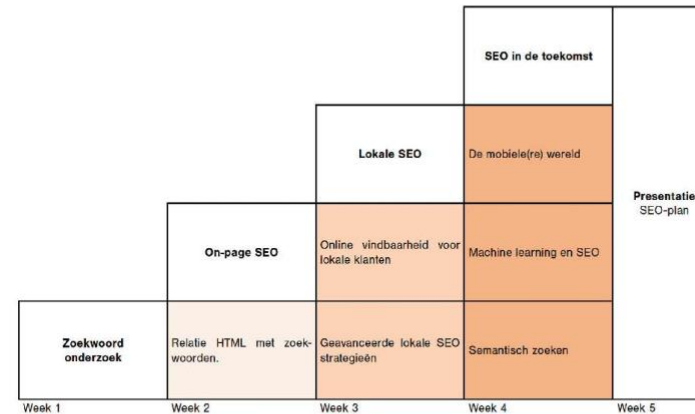 SEO in de toekomst
Lokale SEO
De mobiele(re) wereld
Presentatie
SEO-plan
On-page SEO
Online vindbaarheid voor
lokale klanten
Machine learning en SEO
Zoekwoord
onderzoek
Relatie HTML met zoek-
woorden.
Geavanceerde lokale SEO
strategieën
Semantisch zoeken
Week 1
Week 2
Week 3
Week 4
Week 5